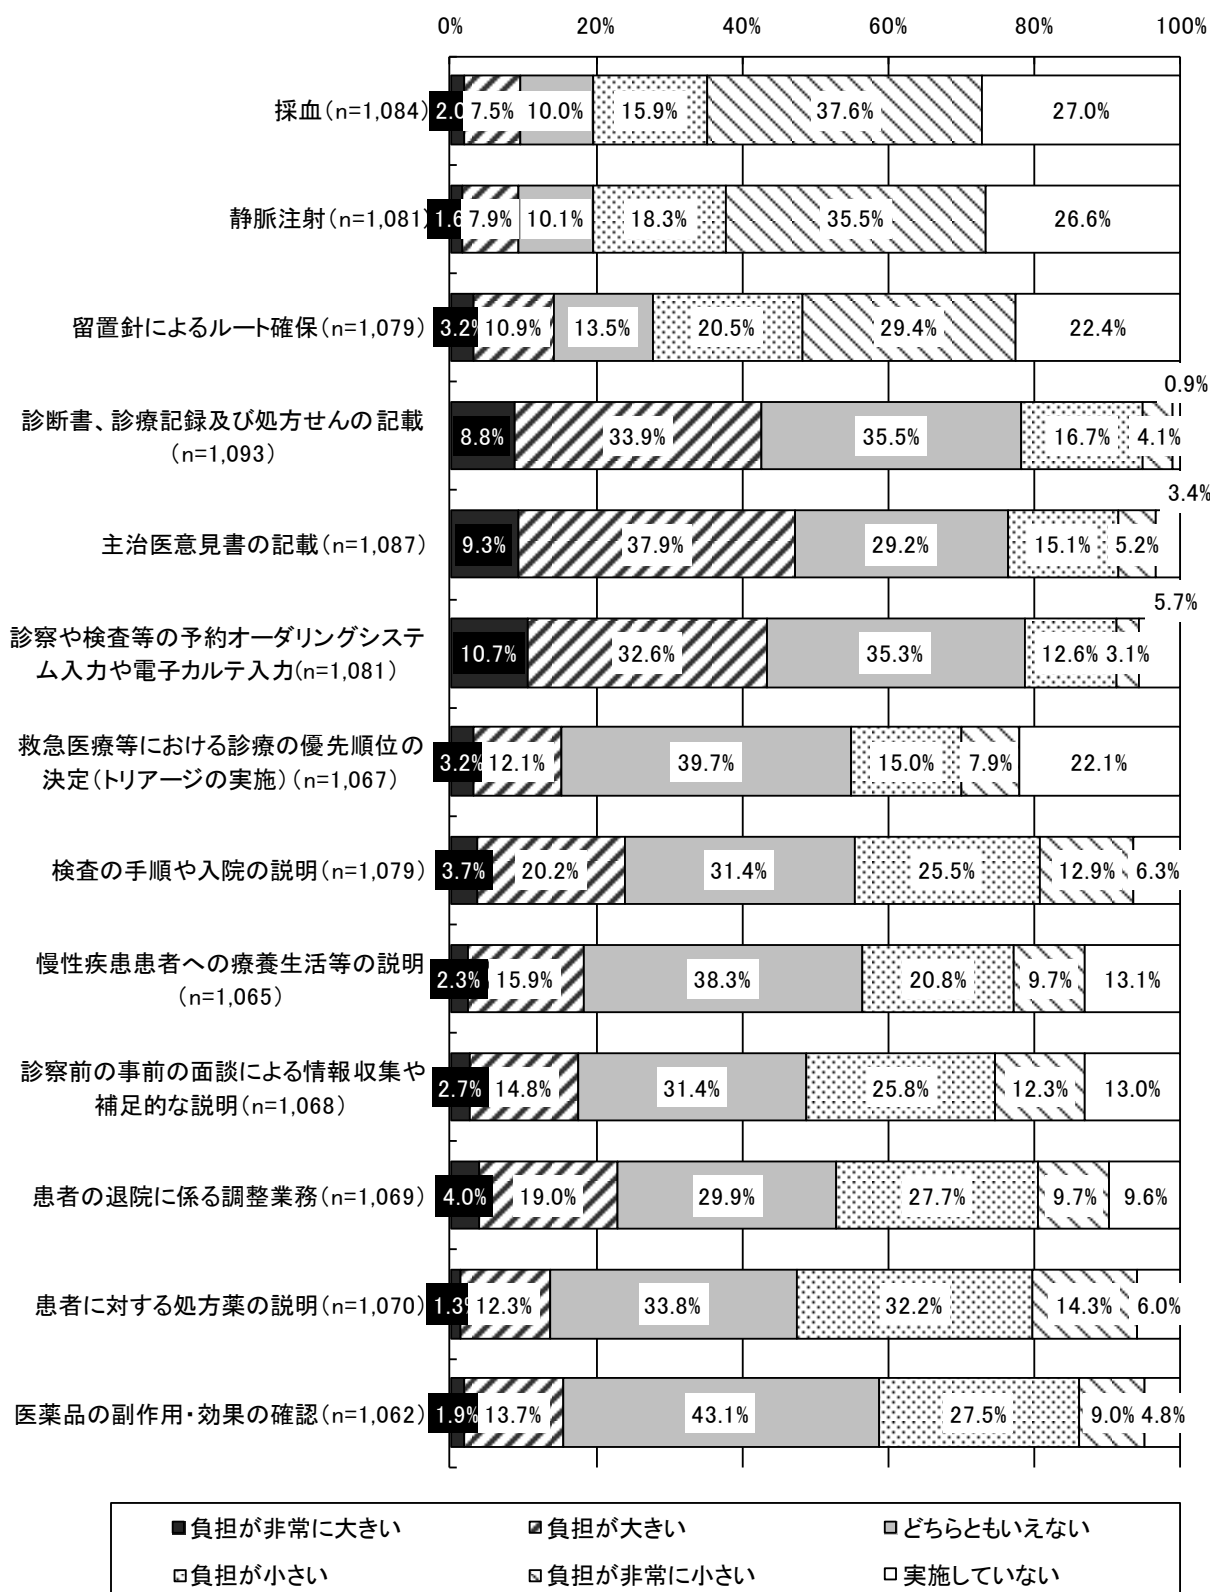 0% 20% 40% 60% 80% 100%
採血(n=1,084) 2.0 7.5% 10.0% 15.9% 37.6% 27.0%
静脈注射(n=1,081) 1.6 7.9% 10.1% 18.3% 35.5% 26.6%
留置針によるルート確保(n=1,079) 3.2% 10.9% 13.5% 20.5% 29.4% 22.4%
0.9%
診断書、診療記録及び処方せんの記載
(n=1,093)
8.8% 33.9% 35.5% 16.7% 4.1%
3.4%
主治医意見書の記載(n=1,087) 9.3% 37.9% 29.2% 15.1% 5.2%
5.7%
診察や検査等の予約オーダリングシステ
ム入力や電子カルテ入力(n=1,081)
10.7% 32.6% 35.3% 12.6% 3.1%
救急医療等における診療の優先順位の
決定(トリアージの実施)(n=1,067)
3.2% 12.1% 39.7% 15.0% 7.9% 22.1%
検査の手順や入院の説明(n=1,079) 3.7% 20.2% 31.4% 25.5% 12.9% 6.3%
慢性疾患患者への療養生活等の説明
(n=1,065)
2.3% 15.9% 38.3% 20.8% 9.7% 13.1%
診察前の事前の面談による情報収集や
補足的な説明(n=1,068)
2.7% 14.8% 31.4% 25.8% 12.3% 13.0%
患者の退院に係る調整業務(n=1,069) 4.0% 19.0% 29.9% 27.7% 9.7% 9.6%
患者に対する処方薬の説明(n=1,070) 1.3% 12.3% 33.8% 32.2% 14.3% 6.0%
医薬品の副作用・効果の確認(n=1,062) 1.9% 13.7% 43.1% 27.5% 9.0% 4.8%
負担が非常に大きい 負担が大きい どちらともいえない
負担が小さい 負担が非常に小さい 実施していない